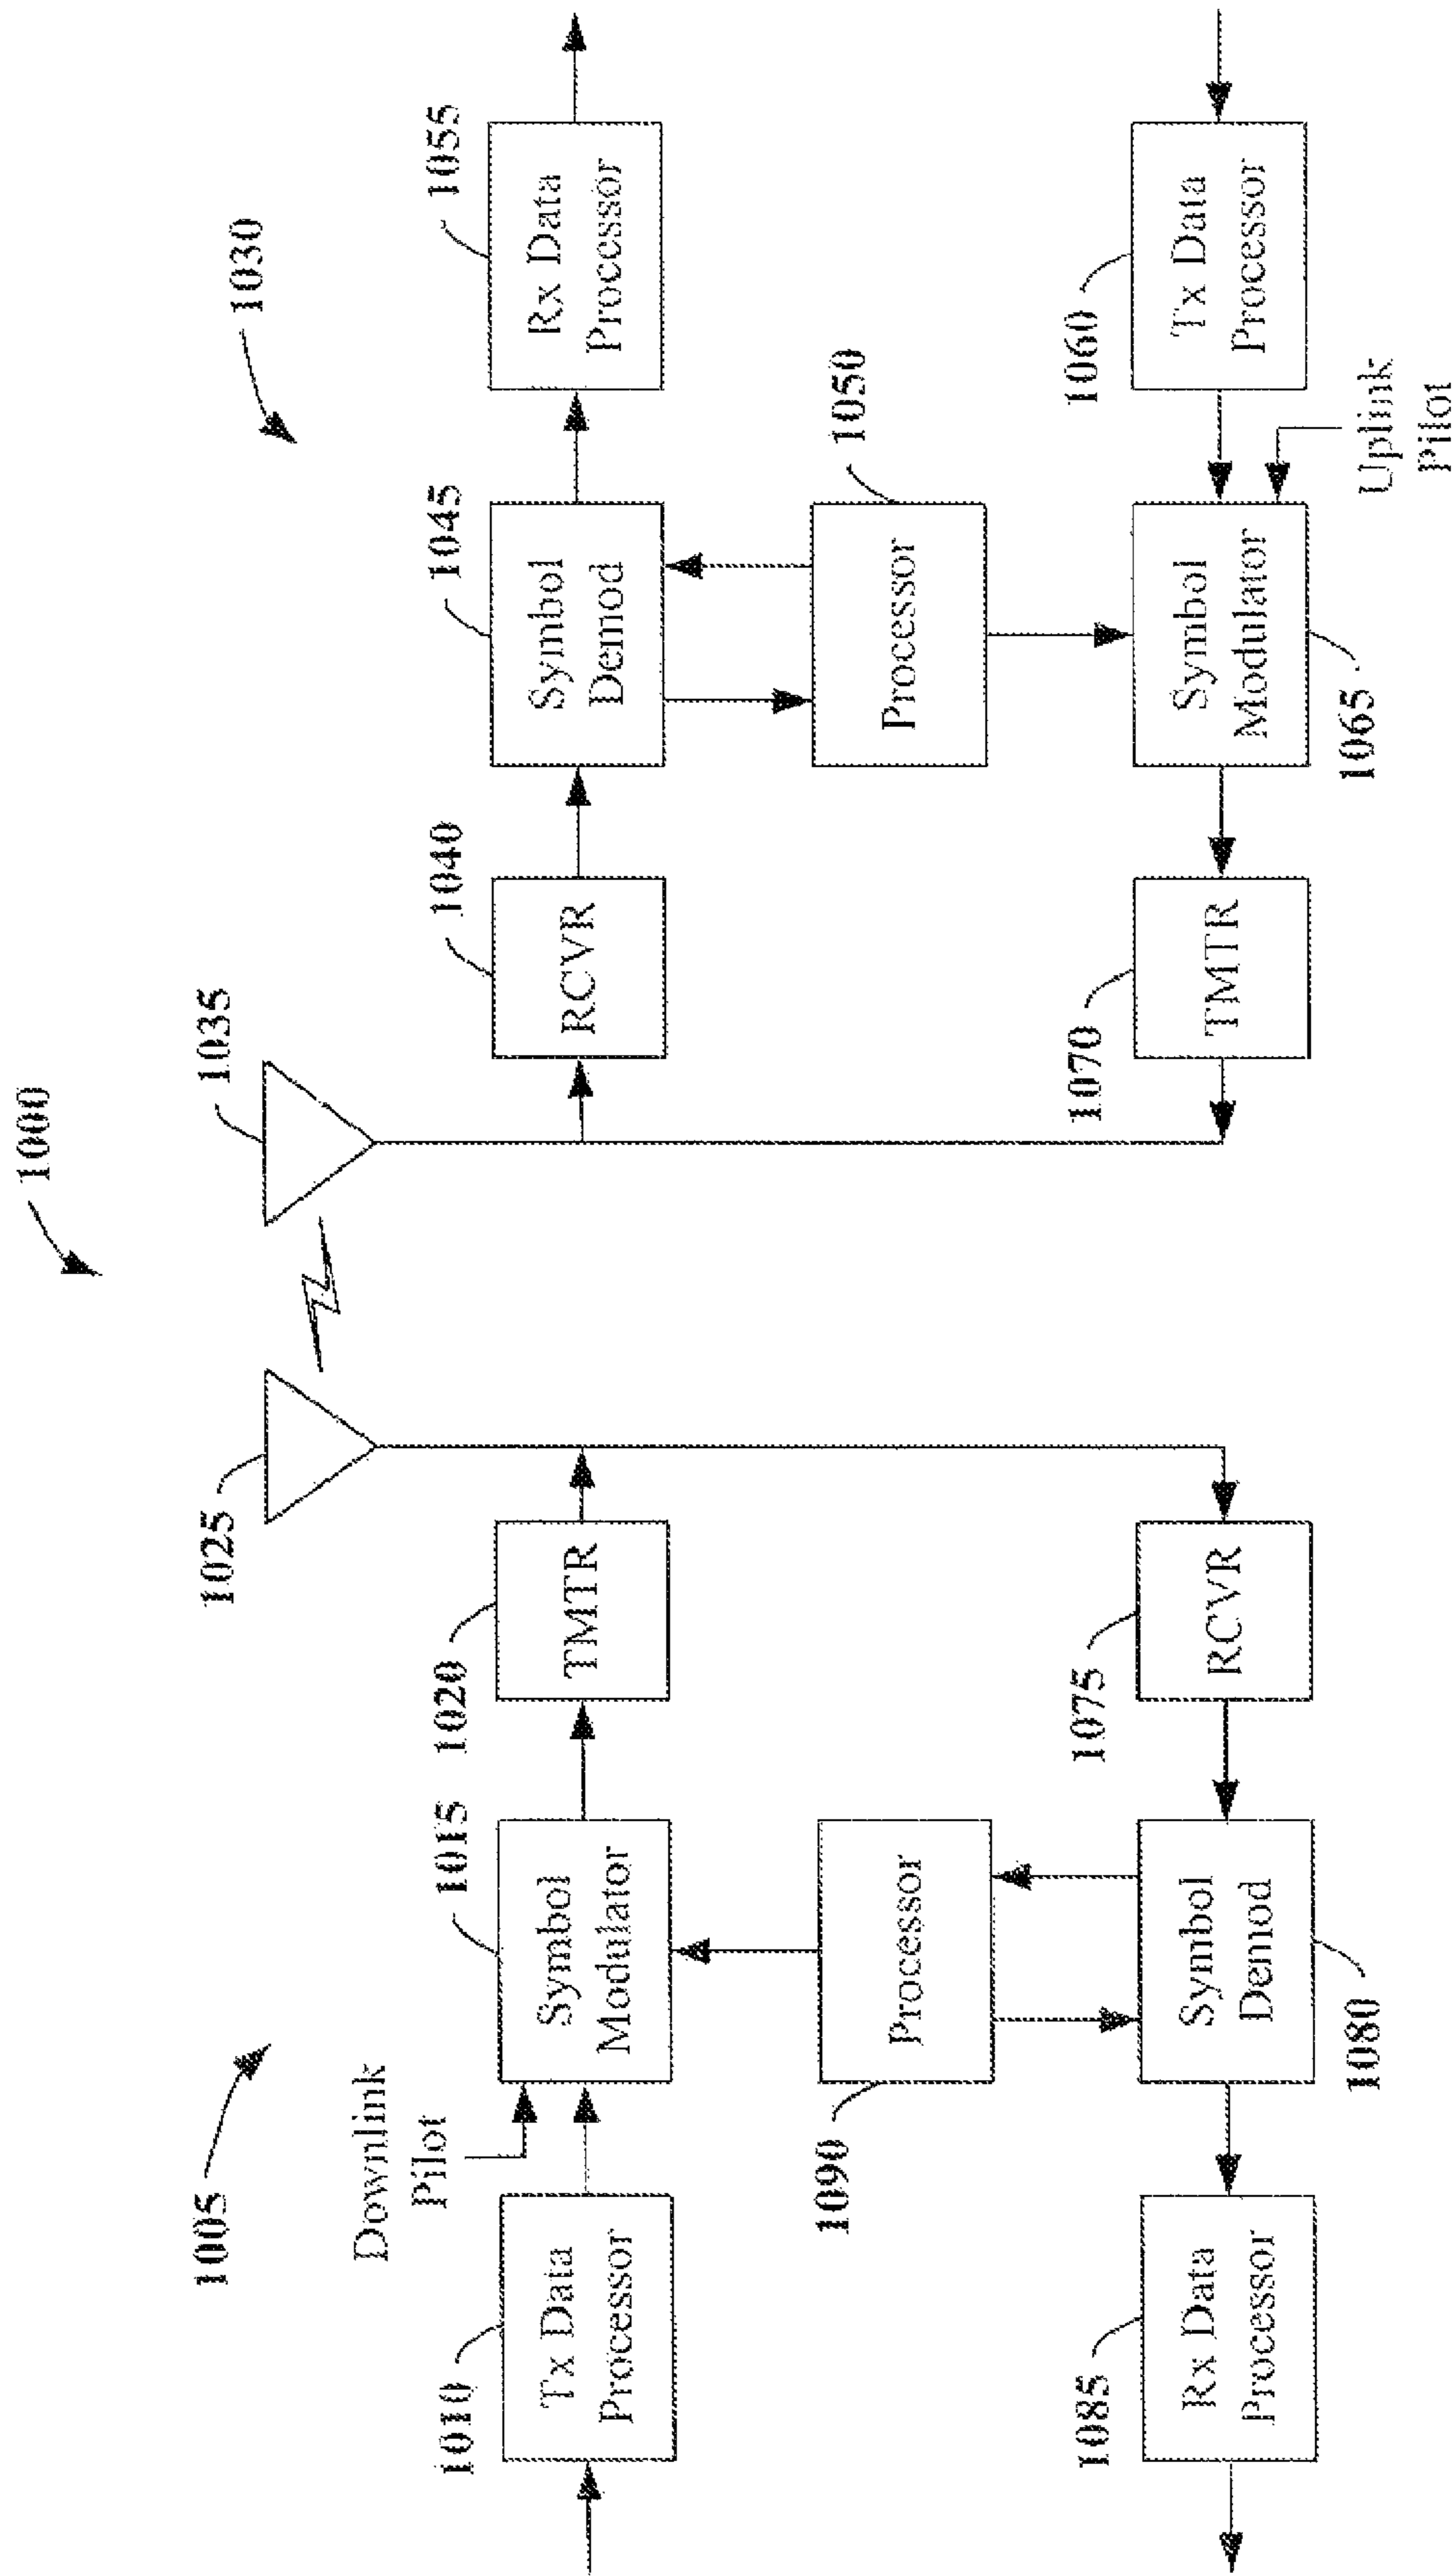 1000
1005
1030
1025
1035
Downlink
Pilot
1010
Tx Data
Processor
1015
Symbol
Modulator
1020
TMTR
1040
RCVR
1045
Symbol
Demod
1055
Rx Data
Processor
1090
Processor
1050
Processor
1085
Rx Data
Processor
1080
Symbol
Demod
1075
RCVR
1070
TMTR
1065
Symbol
Modulator
1060
Tx Data
Processor
Uplink
Pilot